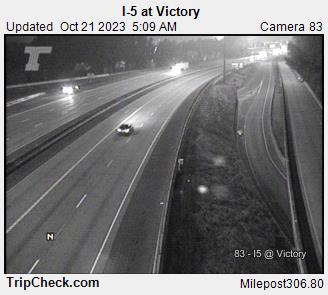 I-5 at Victory
Updated Oct 21 2023 5:09 AM Camera 83
T
N
83 - I5 @ Victory
TripCheck.com Milepost306.80